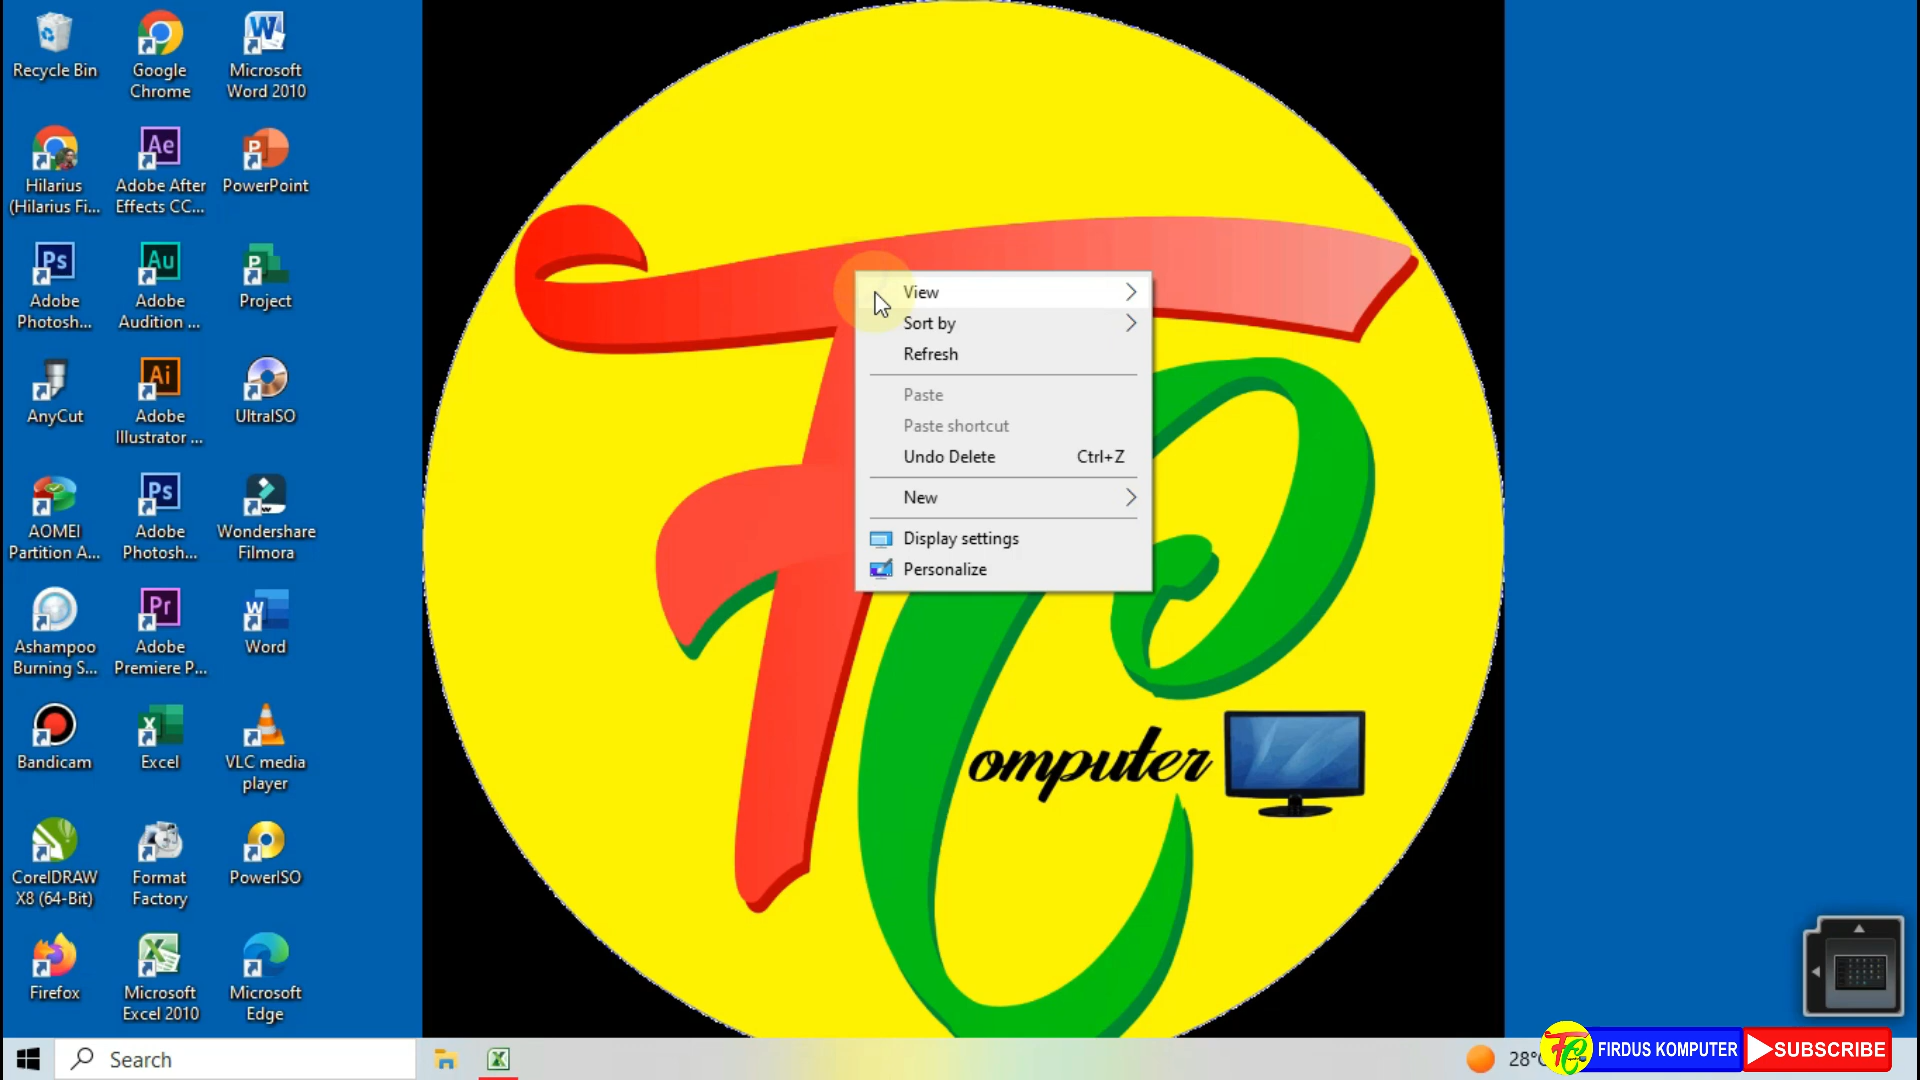 Recycle Bin
Google
Chrome
Microsoft
Word 2010
Hilarius
(Hilarius Fi...
Adobe After
Effects CC...
PowerPoint
Adobe
Photosh...
Adobe
Audition ...
Project
AnyCut
Adobe
Illustrator ...
UltraISO
AOMEI
Partition A...
Adobe
Photosh...
Wondershare
Filmora
Ashampoo
Burning S...
Adobe
Premiere P...
Word
Bandicam
Excel
VLC media
player
CorelDRAW
X8 (64-Bit)
Format
Factory
PowerISO
Firefox
Microsoft
Excel 2010
Microsoft
Edge
View
Sort by
Refresh
Paste
Paste shortcut
Undo Delete Ctrl+Z
New
Display settings
Personalize
omputer
Search
28°C
FIRDUS KOMPUTER
SUBSCRIBE